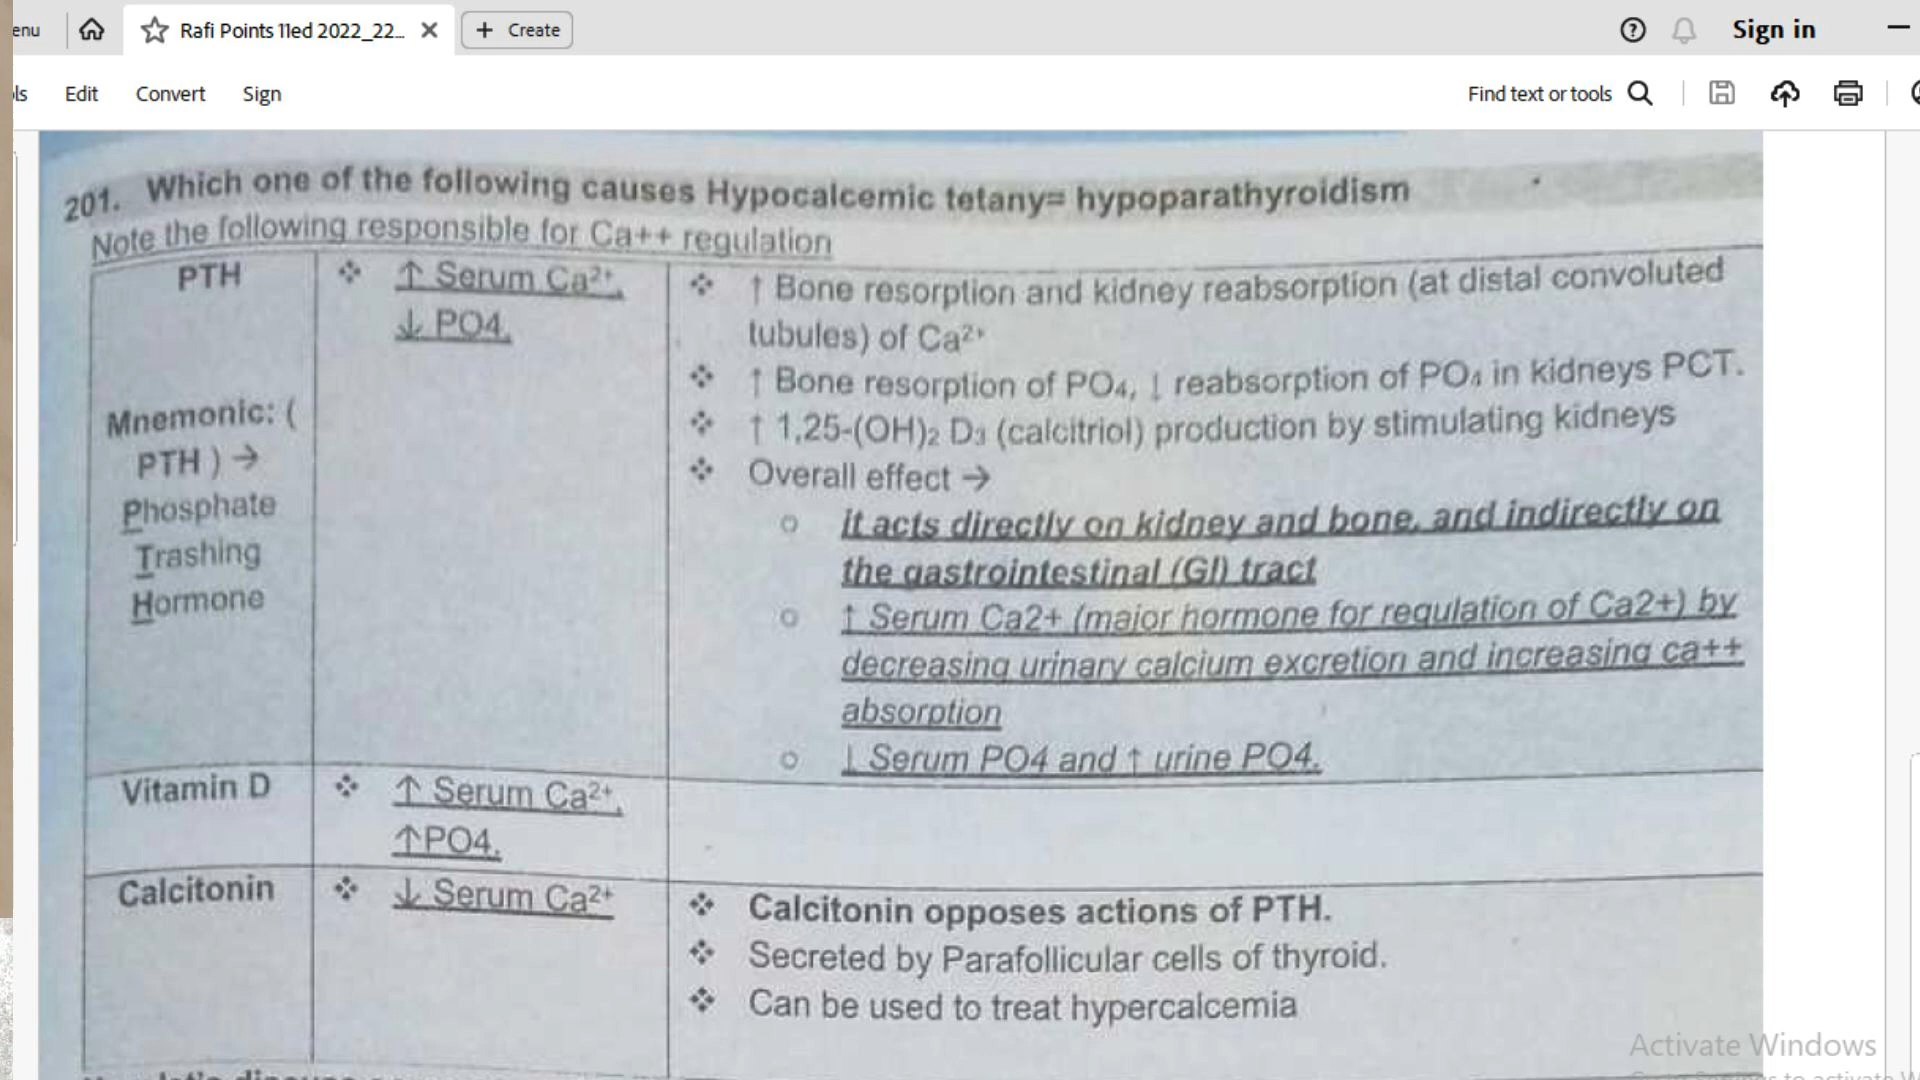 enu
Rafi Points 11ed 2022_22...
Create
Sign in
ls
Edit
Convert
Sign
Find text or tools
201. Which one of the following causes Hypocalcemic tetany= hypoparathyroidism
Note the following responsible for Ca++ regulation
PTH
Mnemonic: (
PTH ) →
Phosphate
Trashing
Hormone
❖ ↑ Serum Ca²⁺,
↓ PO4.
❖ ↑ Bone resorption and kidney reabsorption (at distal convoluted
tubules) of Ca²⁺
❖ ↑ Bone resorption of PO₄, ↓ reabsorption of PO₄ in kidneys PCT.
❖ ↑ 1,25-(OH)₂ D₃ (calcitriol) production by stimulating kidneys
❖ Overall effect →
o it acts directly on kidney and bone, and indirectly on
the gastrointestinal (GI) tract
o ↑ Serum Ca2+ (major hormone for regulation of Ca2+) by
decreasing urinary calcium excretion and increasing ca++
absorption
o ↓ Serum PO4 and ↑ urine PO4.
Vitamin D
❖ ↑ Serum Ca²⁺,
↑PO4.
Calcitonin
❖ ↓ Serum Ca²⁺
❖ Calcitonin opposes actions of PTH.
❖ Secreted by Parafollicular cells of thyroid.
❖ Can be used to treat hypercalcemia
Activate Windows